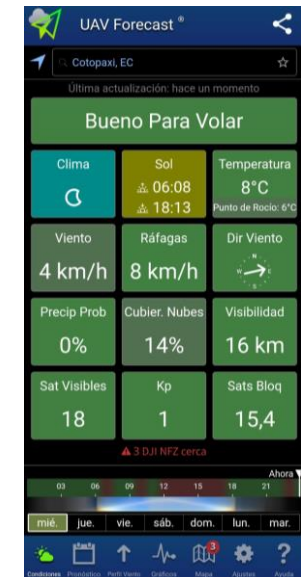 UAV Forecast ®
Cotopaxi, EC
Última actualización: hace un momento
Bueno Para Volar
Clima
Sol
06:08
18:13
Temperatura
8°C
Punto de Rocío: 6°C
Viento
4 km/h
Ráfagas
8 km/h
Dir Viento
N
W
E
S
Precip Prob
0%
Cubier. Nubes
14%
Visibilidad
16 km
Sat Visibles
18
Kp
1
Sats Bloq
15,4
3 DJI NFZ cerca
Ahora
03 06 09 12 15 18 21
mié. jue. vie. sáb. dom. lun. mar.
3
Condiciones Pronóstico Perfil Viento Gráficos Mapa Ajustes Ayuda